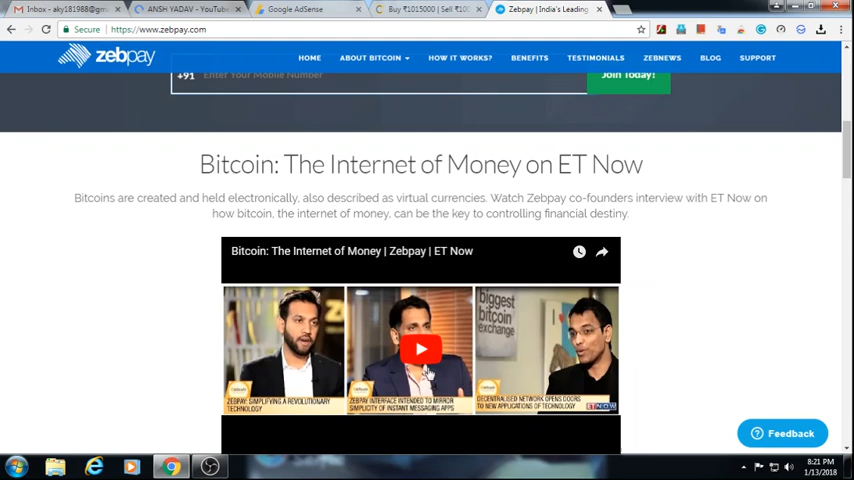 Inbox - aky181988@gm
ANSH YADAV - YouTub
Google AdSense
Buy ₹1015000 | Sell ₹10
Zebpay | India's Leading
Secure
https://www.zebpay.com
zebpay
HOME
ABOUT BITCOIN
HOW IT WORKS?
BENEFITS
TESTIMONIALS
ZEBNEWS
BLOG
SUPPORT
+91
Enter Your Mobile Number
Join Today!
Bitcoin: The Internet of Money on ET Now
Bitcoins are created and held electronically, also described as virtual currencies. Watch Zebpay co-founders interview with ET Now on
how bitcoin, the internet of money, can be the key to controlling financial destiny.
Bitcoin: The Internet of Money | Zebpay | ET Now
biggest
bitcoin
exchange
ZEBPAY: SIMPLIFYING A REVOLUTIONARY
TECHNOLOGY
ZEBPAY INTERFACE INTENDED TO MIRROR
SIMPLICITY OF INSTANT MESSAGING APPS
DECENTRALISED NETWORK OPENS DOORS
TO NEW APPLICATIONS OF TECHNOLOGY
ET NOW
Feedback
8:21 PM
1/13/2018